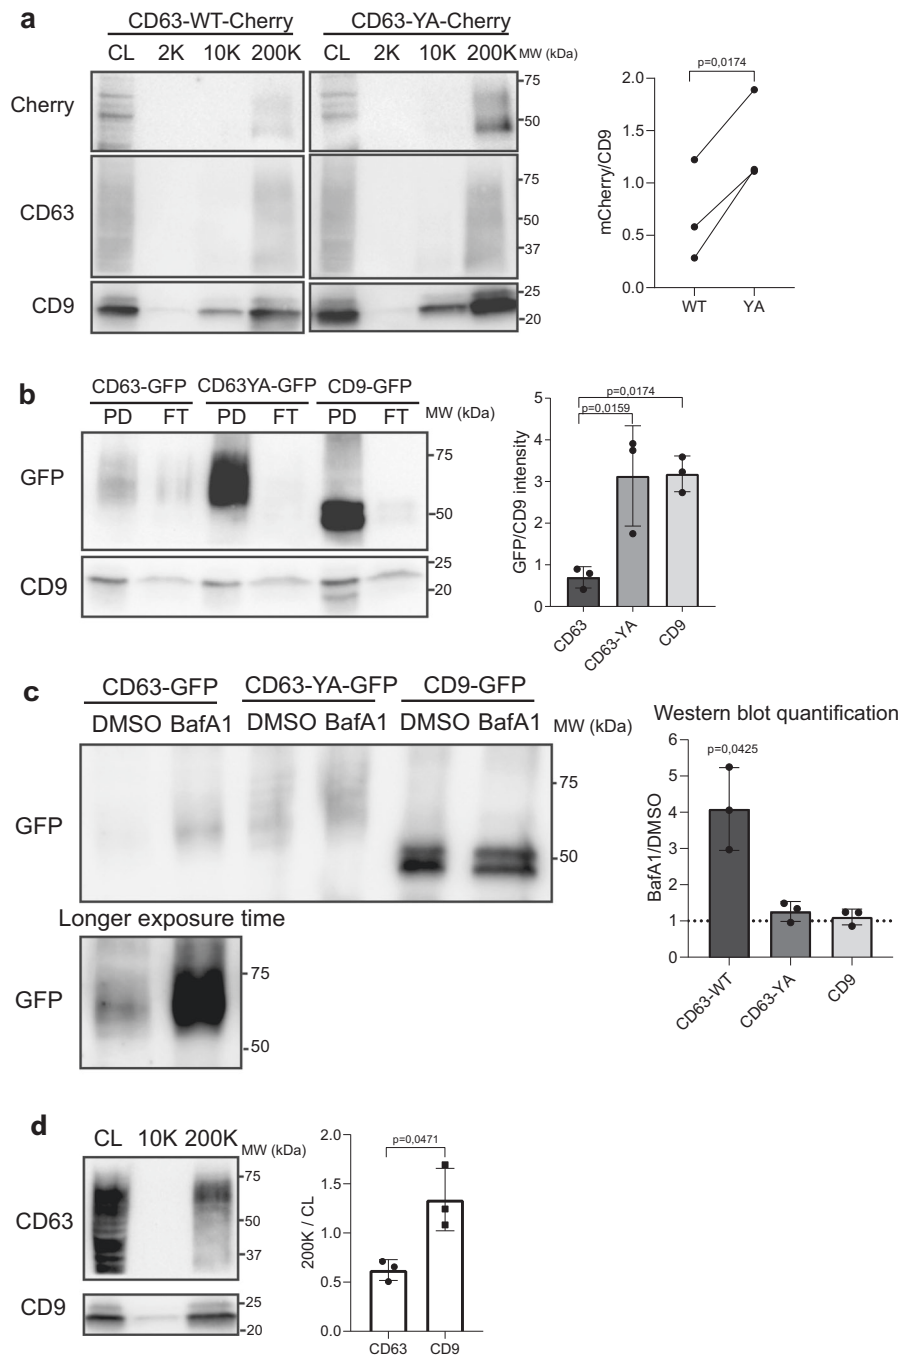 a
CD63-WT-Cherry CD63-YA-Cherry
CL 2K 10K 200K CL 2K 10K 200K MW (kDa)
Cherry
75
50
CD63
75
50
37
CD9
25
20
p=0,0174
mCherry/CD9
2.0
1.5
1.0
0.5
0.0
WT YA
b
CD63-GFP CD63YA-GFP CD9-GFP
PD FT PD FT PD FT MW (kDa)
GFP
75
50
CD9
25
20
p=0,0174
p=0,0159
GFP/CD9 intensity
5
4
3
2
1
0
CD63 CD63-YA CD9
c
CD63-GFP CD63-YA-GFP CD9-GFP
DMSO BafA1 DMSO BafA1 DMSO BafA1 MW (kDa)
GFP
75
50
Longer exposure time
GFP
75
50
Western blot quantification
p=0,0425
BafA1/DMSO
6
5
4
3
2
1
0
CD63-WT CD63-YA CD9
d
CL 10K 200K MW (kDa)
CD63
75
50
37
CD9
25
20
p=0,0471
200K / CL
2.0
1.5
1.0
0.5
0.0
CD63 CD9